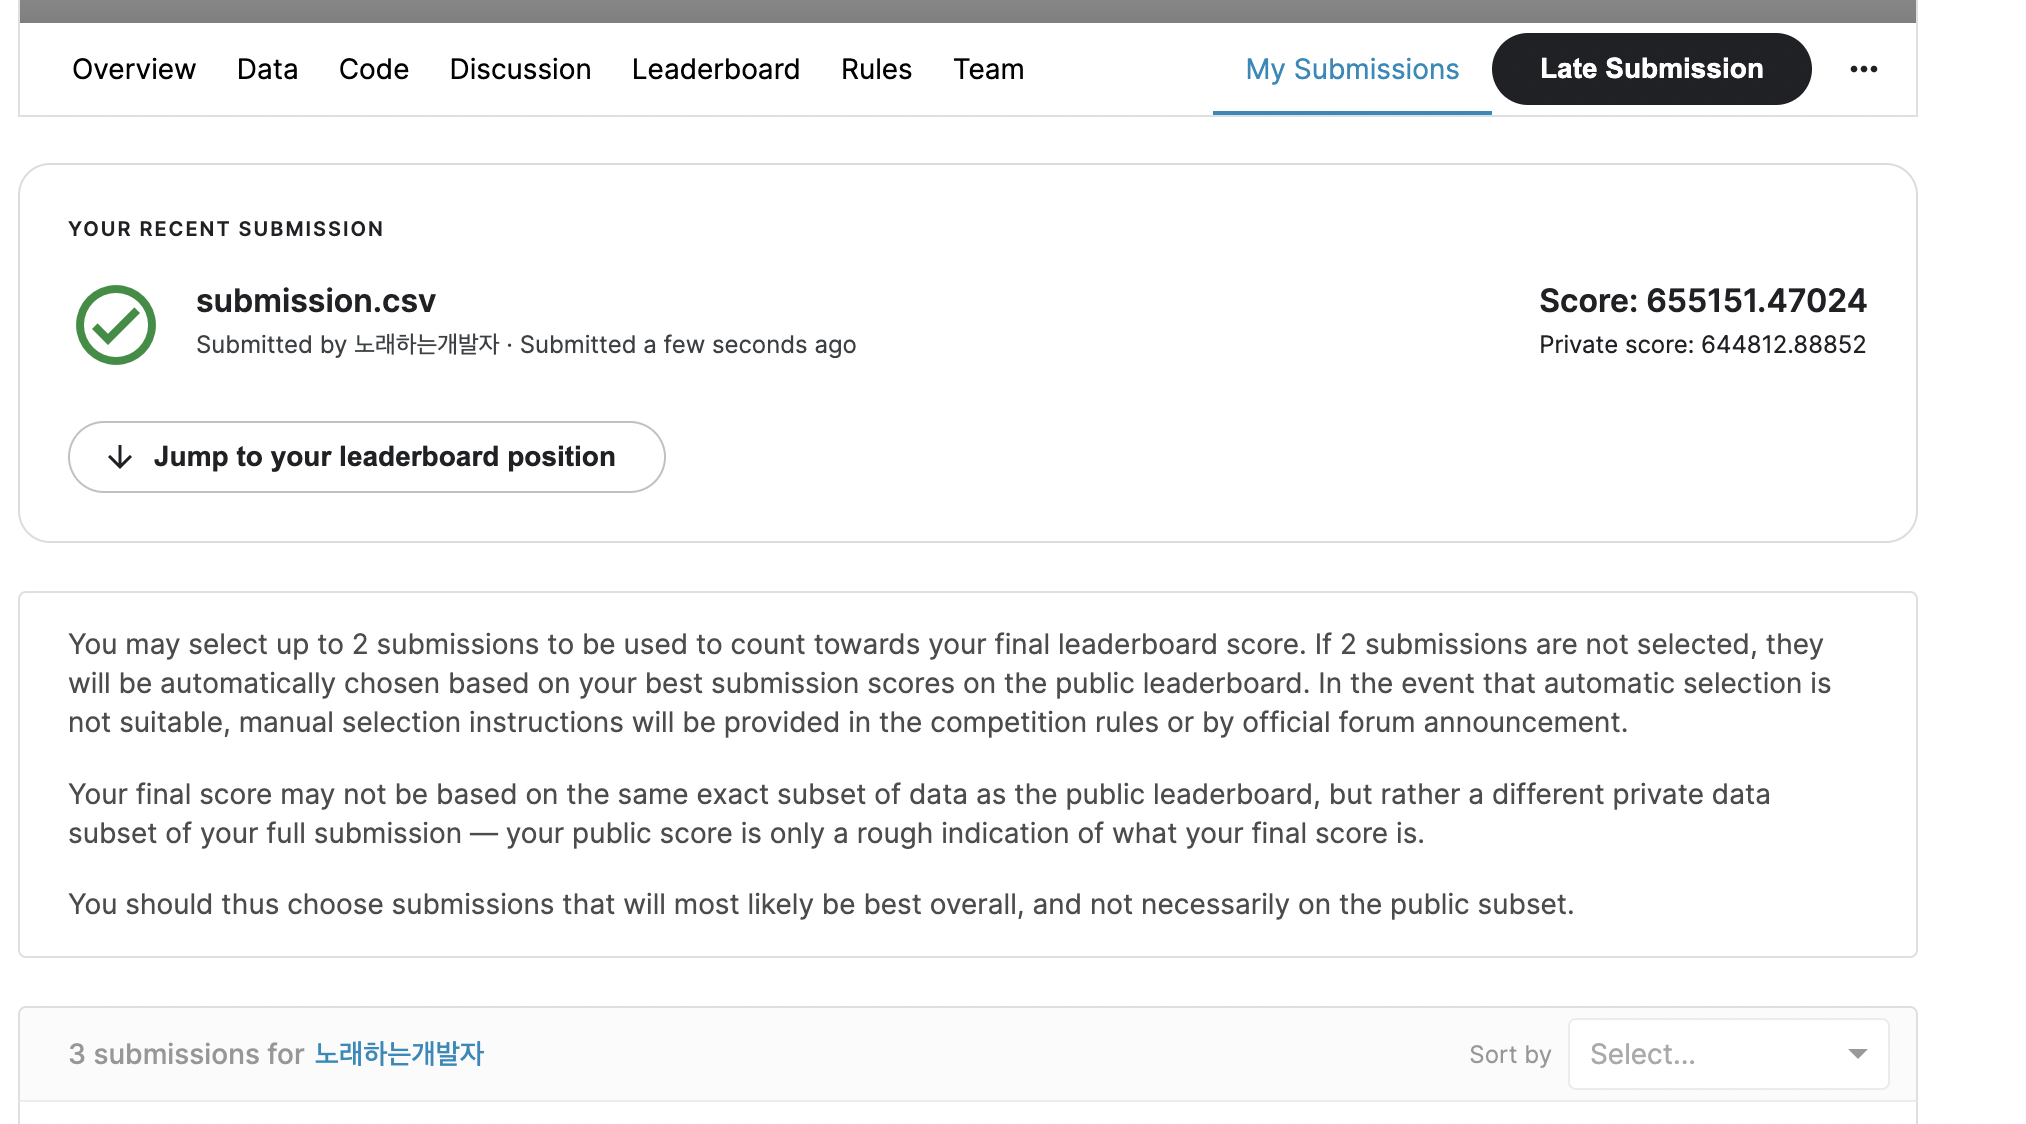 Overview Data Code Discussion Leaderboard Rules Team My Submissions Late Submission •••
YOUR RECENT SUBMISSION
submission.csv
Submitted by 노래하는개발자 · Submitted a few seconds ago
Score: 655151.47024
Private score: 644812.88852
Jump to your leaderboard position
You may select up to 2 submissions to be used to count towards your final leaderboard score. If 2 submissions are not selected, they
will be automatically chosen based on your best submission scores on the public leaderboard. In the event that automatic selection is
not suitable, manual selection instructions will be provided in the competition rules or by official forum announcement.
Your final score may not be based on the same exact subset of data as the public leaderboard, but rather a different private data
subset of your full submission — your public score is only a rough indication of what your final score is.
You should thus choose submissions that will most likely be best overall, and not necessarily on the public subset.
3 submissions for 노래하는개발자
Sort by Select...